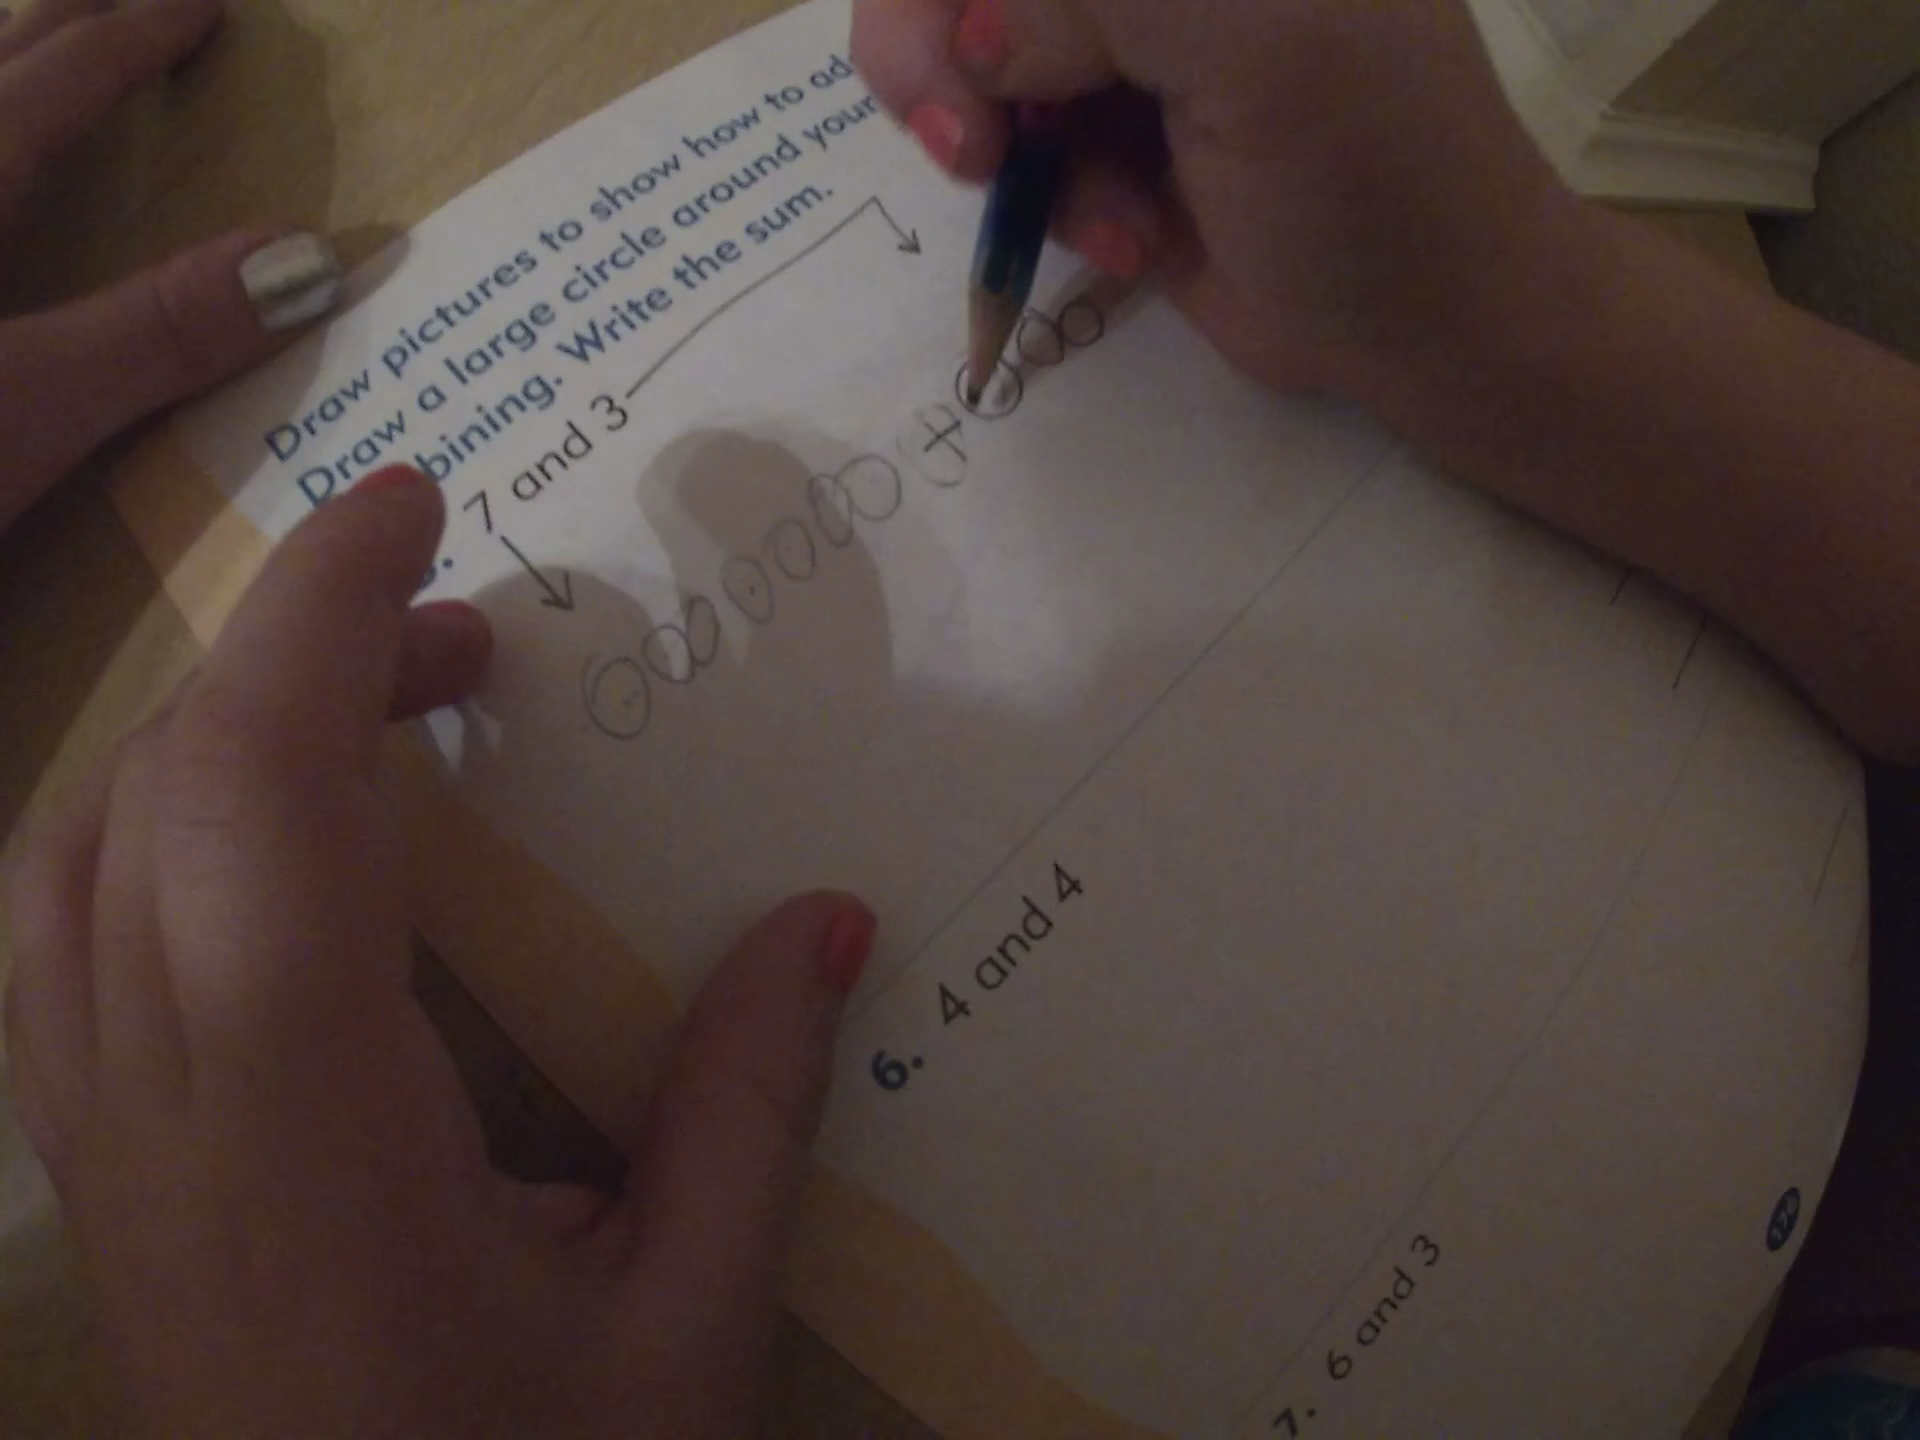 Draw pictures to show how to
Draw a large circle around your
bining. Write the sum.
7 and 3
+
6. 4 and 4
7. 6 and 3